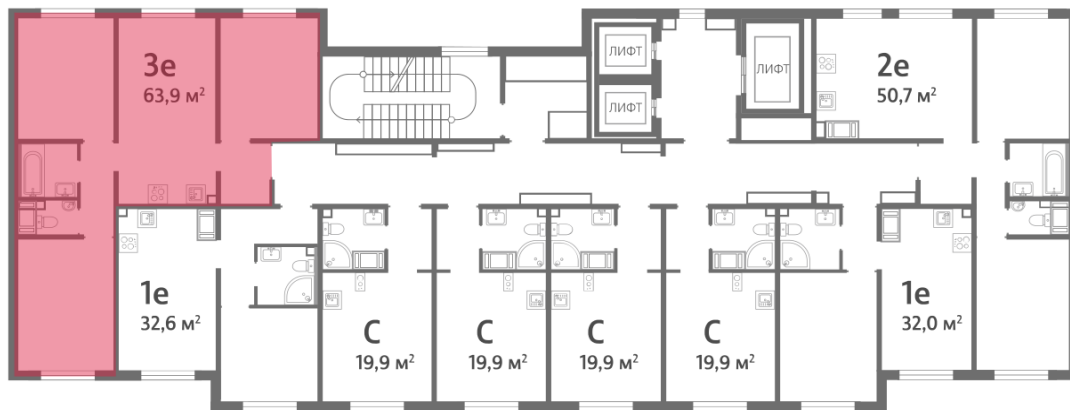 3е
63,9 м²
ЛИФТ
ЛИФТ
ЛИФТ
2е
50,7 м²
1е
32,6 м²
С
19,9 м²
С
19,9 м²
С
19,9 м²
С
19,9 м²
1е
32,0 м²